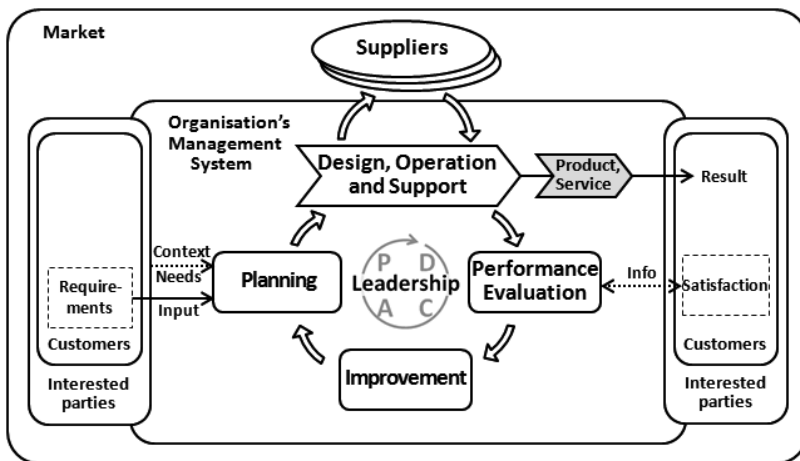 Market
Suppliers
Organisation's
Management
System
Design, Operation
and Support
Product,
Service
Result
Context
Needs
Input
Require-
ments
Customers
Interested
parties
Planning
P D
Leadership
A C
Performance
Evaluation
Improvement
Info
Satisfaction
Customers
Interested
parties